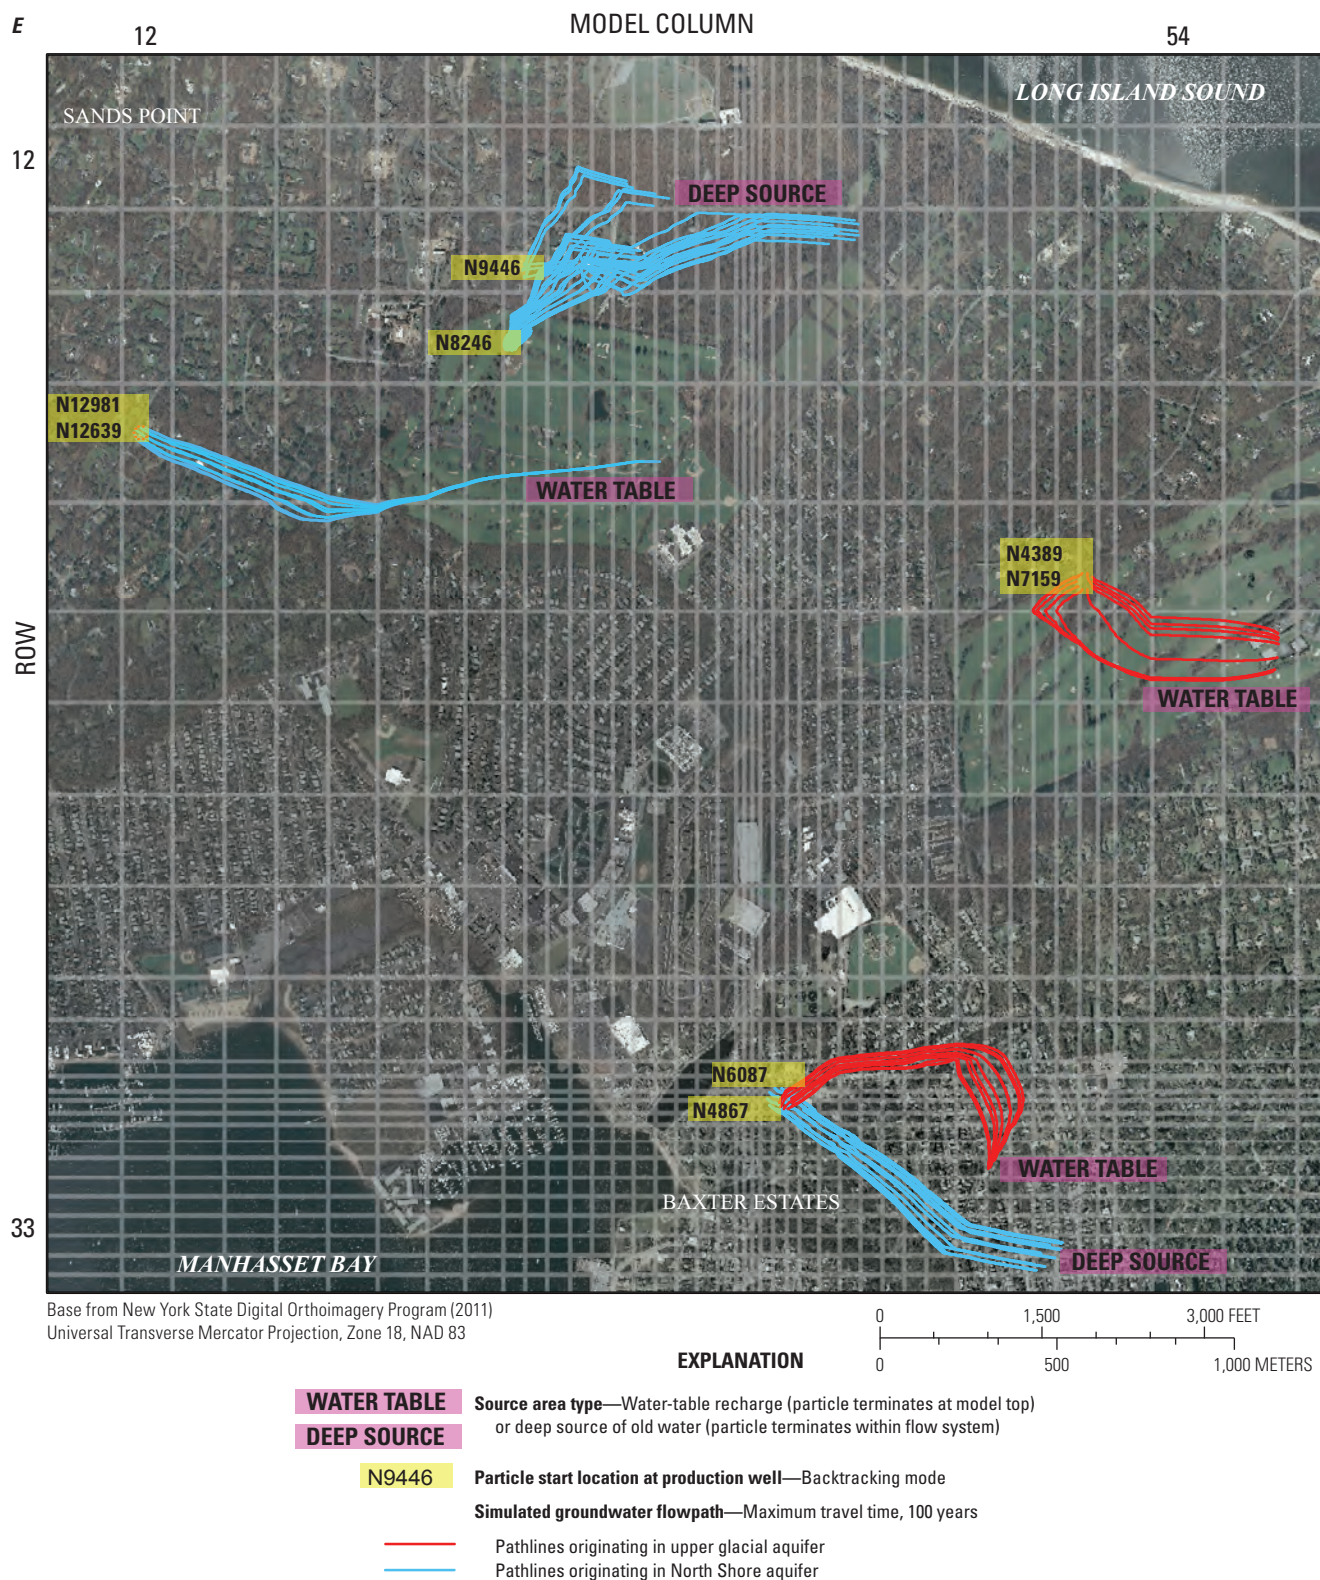 E
MODEL COLUMN
12
54
SANDS POINT
LONG ISLAND SOUND
12
DEEP SOURCE
N9446
N8246
N12981
N12639
WATER TABLE
N4389
N7159
ROW
WATER TABLE
N6087
N4867
WATER TABLE
BAXTER ESTATES
33
MANHASSET BAY
DEEP SOURCE
Base from New York State Digital Orthoimagery Program (2011)
Universal Transverse Mercator Projection, Zone 18, NAD 83
0 1,500 3,000 FEET
0 500 1,000 METERS
EXPLANATION
WATER TABLE Source area type—Water-table recharge (particle terminates at model top)
DEEP SOURCE or deep source of old water (particle terminates within flow system)
N9446 Particle start location at production well—Backtracking mode
Simulated groundwater flowpath—Maximum travel time, 100 years
Pathlines originating in upper glacial aquifer
Pathlines originating in North Shore aquifer